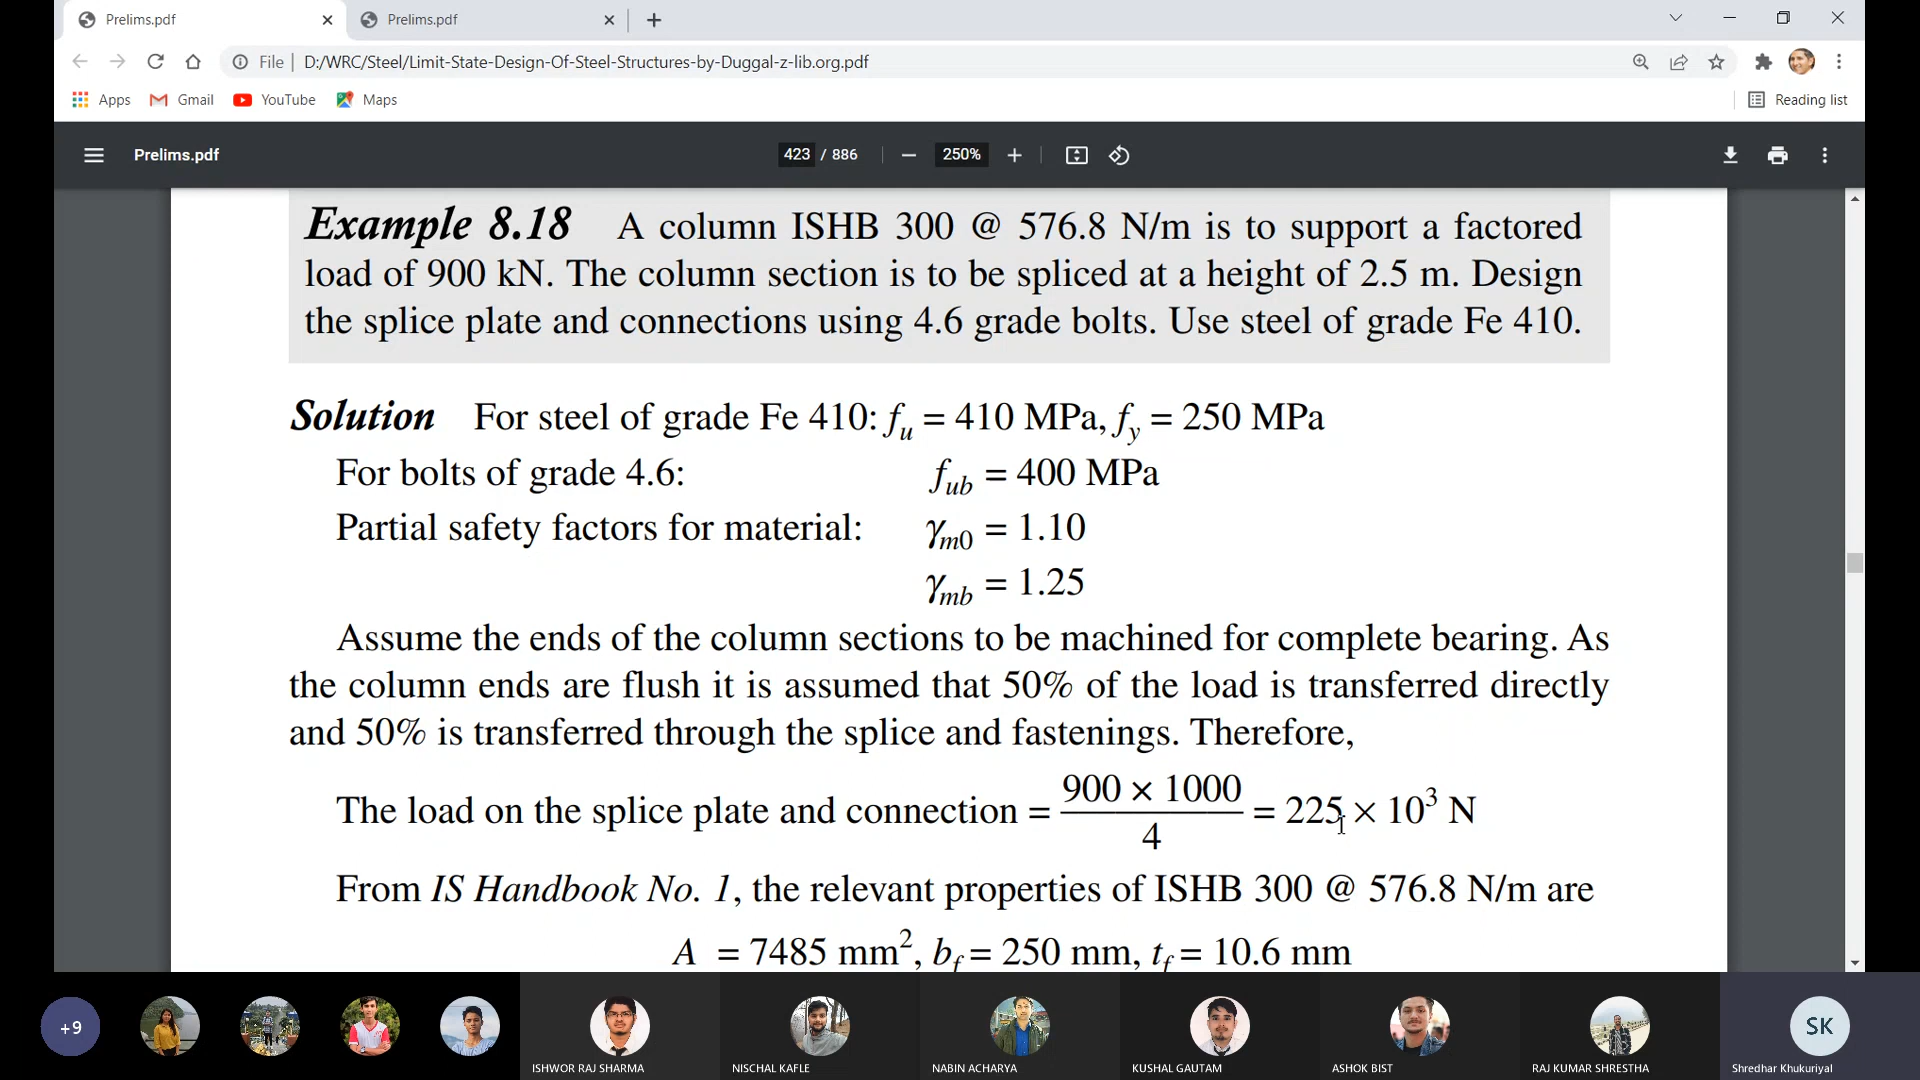 Prelims.pdf
Prelims.pdf
File
D:/WRC/Steel/Limit-State-Design-Of-Steel-Structures-by-Duggal-z-lib.org.pdf
Apps
Gmail
YouTube
Maps
Reading list
Prelims.pdf
423 / 886
250%
Example 8.18 A column ISHB 300 @ 576.8 N/m is to support a factored
load of 900 kN. The column section is to be spliced at a height of 2.5 m. Design
the splice plate and connections using 4.6 grade bolts. Use steel of grade Fe 410.
Solution For steel of grade Fe 410: fu = 410 MPa, fy = 250 MPa
For bolts of grade 4.6: fub = 400 MPa
Partial safety factors for material: γm0 = 1.10
γmb = 1.25
Assume the ends of the column sections to be machined for complete bearing. As
the column ends are flush it is assumed that 50% of the load is transferred directly
and 50% is transferred through the splice and fastenings. Therefore,
The load on the splice plate and connection = 900 × 1000 / 4 = 225 × 10³ N
From IS Handbook No. 1, the relevant properties of ISHB 300 @ 576.8 N/m are
A = 7485 mm², bf = 250 mm, tf = 10.6 mm
+9
SK
ISHWOR RAJ SHARMA
NISCHAL KAFLE
NABIN ACHARYA
KUSHAL GAUTAM
ASHOK BIST
RAJ KUMAR SHRESTHA
Shredhar Khukuriyal